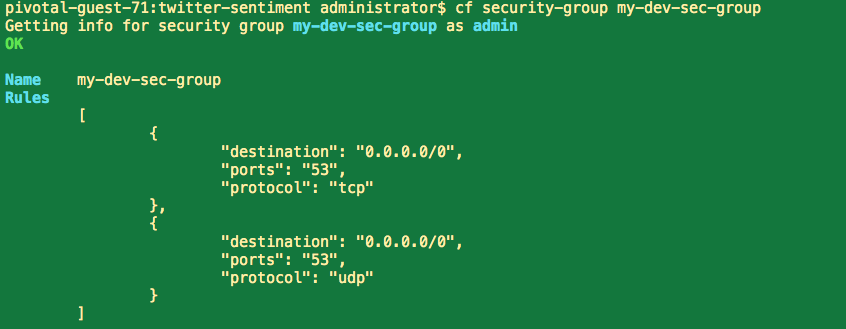 pivotal-guest-71:twitter-sentiment administrator$ cf security-group my-dev-sec-group
Getting info for security group my-dev-sec-group as admin
OK

Name    my-dev-sec-group
Rules
        [
                {
                        "destination": "0.0.0.0/0",
                        "ports": "53",
                        "protocol": "tcp"
                },
                {
                        "destination": "0.0.0.0/0",
                        "ports": "53",
                        "protocol": "udp"
                }
        ]